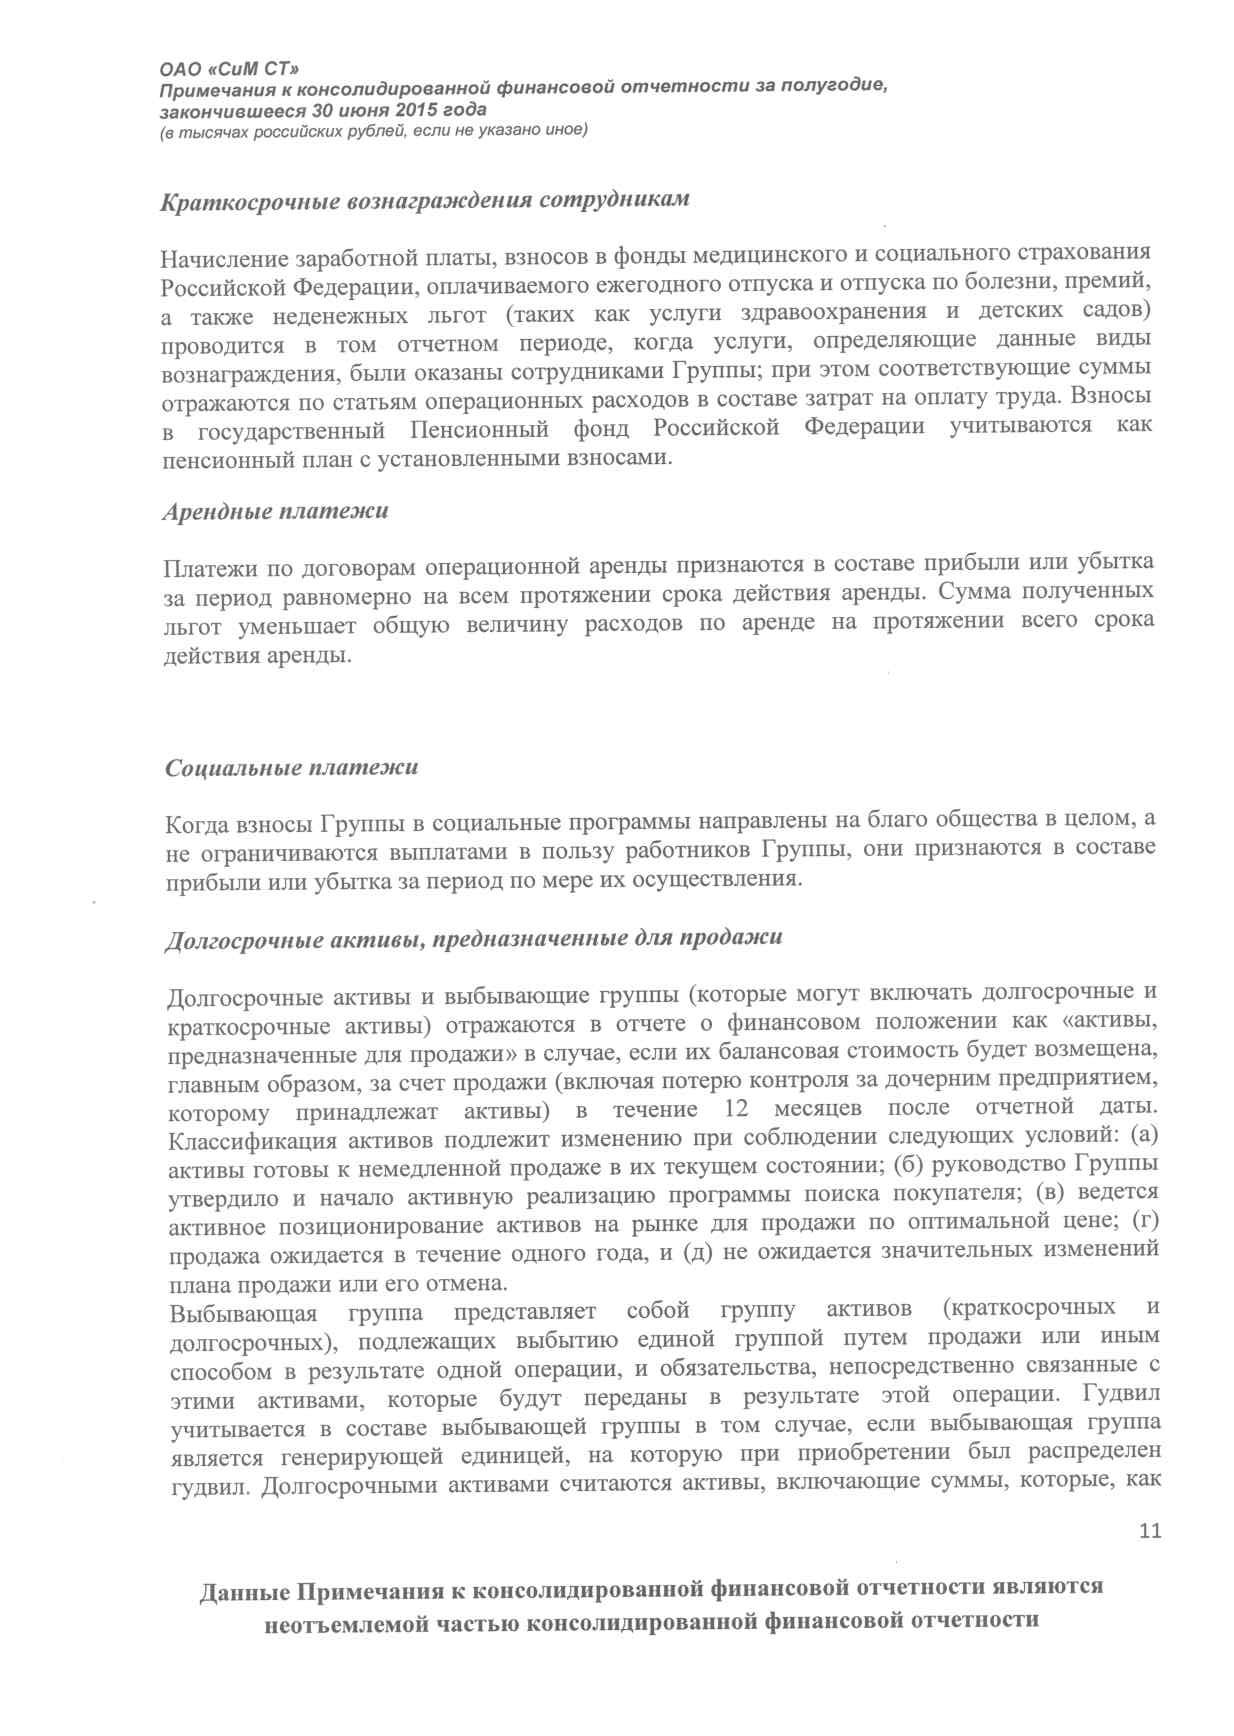 ОАО «СиМ СТ»
Примечания к консолидированной финансовой отчетности за полугодие,
закончившееся 30 июня 2015 года
(в тысячах российских рублей, если не указано иное)
Краткосрочные вознаграждения сотрудникам
Начисление заработной платы, взносов в фонды медицинского и социального страхования
Российской Федерации, оплачиваемого ежегодного отпуска и отпуска по болезни, премий,
а также неденежных льгот (таких как услуги здравоохранения и детских садов)
проводится в том отчетном периоде, когда услуги, определяющие данные виды
вознаграждения, были оказаны сотрудниками Группы; при этом соответствующие суммы
отражаются по статьям операционных расходов в составе затрат на оплату труда. Взносы
в государственный Пенсионный фонд Российской Федерации учитываются как
пенсионный план с установленными взносами.
Арендные платежи
Платежи по договорам операционной аренды признаются в составе прибыли или убытка
за период равномерно на всем протяжении срока действия аренды. Сумма полученных
льгот уменьшает общую величину расходов по аренде на протяжении всего срока
действия аренды.
Социальные платежи
Когда взносы Группы в социальные программы направлены на благо общества в целом, а
не ограничиваются выплатами в пользу работников Группы, они признаются в составе
прибыли или убытка за период по мере их осуществления.
Долгосрочные активы, предназначенные для продажи
Долгосрочные активы и выбывающие группы (которые могут включать долгосрочные и
краткосрочные активы) отражаются в отчете о финансовом положении как «активы,
предназначенные для продажи» в случае, если их балансовая стоимость будет возмещена,
главным образом, за счет продажи (включая потерю контроля за дочерним предприятием,
которому принадлежат активы) в течение 12 месяцев после отчетной даты.
Классификация активов подлежит изменению при соблюдении следующих условий: (а)
активы готовы к немедленной продаже в их текущем состоянии; (б) руководство Группы
утвердило и начало активную реализацию программы поиска покупателя; (в) ведется
активное позиционирование активов на рынке для продажи по оптимальной цене; (г)
продажа ожидается в течение одного года, и (д) не ожидается значительных изменений
плана продажи или его отмена.
Выбывающая группа представляет собой группу активов (краткосрочных и
долгосрочных), подлежащих выбытию единой группой путем продажи или иным
способом в результате одной операции, и обязательства, непосредственно связанные с
этими активами, которые будут переданы в результате этой операции. Гудвил
учитывается в составе выбывающей группы в том случае, если выбывающая группа
является генерирующей единицей, на которую при приобретении был распределен
гудвил. Долгосрочными активами считаются активы, включающие суммы, которые, как
11
Данные Примечания к консолидированной финансовой отчетности являются
неотъемлемой частью консолидированной финансовой отчетности